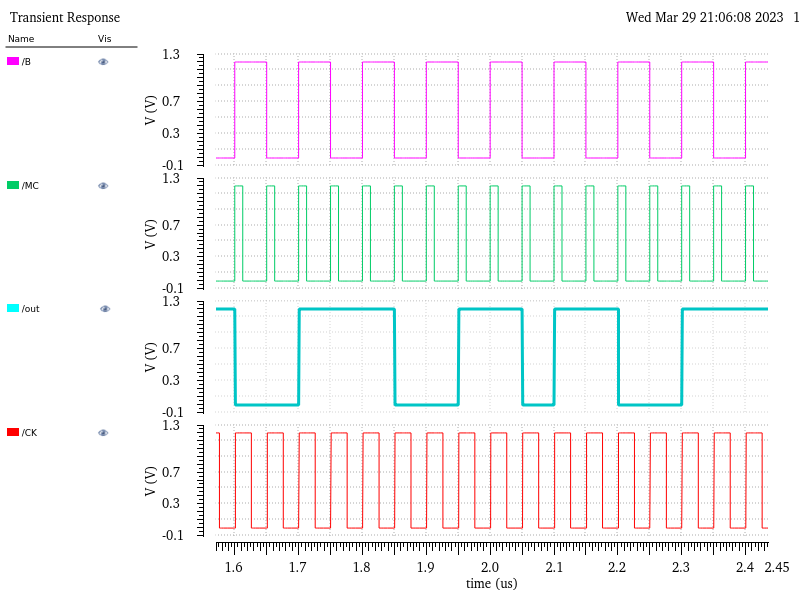 Transient Response
Wed Mar 29 21:06:08 2023 1
Name Vis
/B
1.3
0.7
0.3
-0.1
V (V)
/MC
1.3
0.7
0.3
-0.1
V (V)
/out
1.3
0.7
0.3
-0.1
V (V)
/CK
1.3
0.7
0.3
-0.1
V (V)
1.6 1.7 1.8 1.9 2.0 2.1 2.2 2.3 2.4 2.45
time (us)